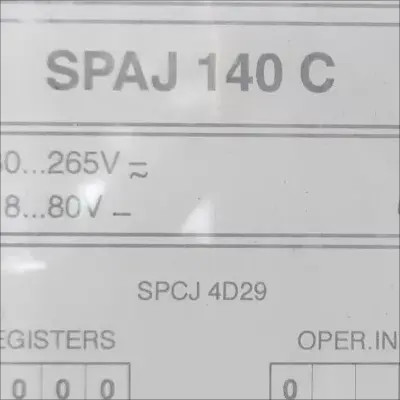 SPAJ 140 C
0...265V ⎓~
8...80V –
SPCJ 4D29
EGISTERS OPER.IN
0 0 0 0